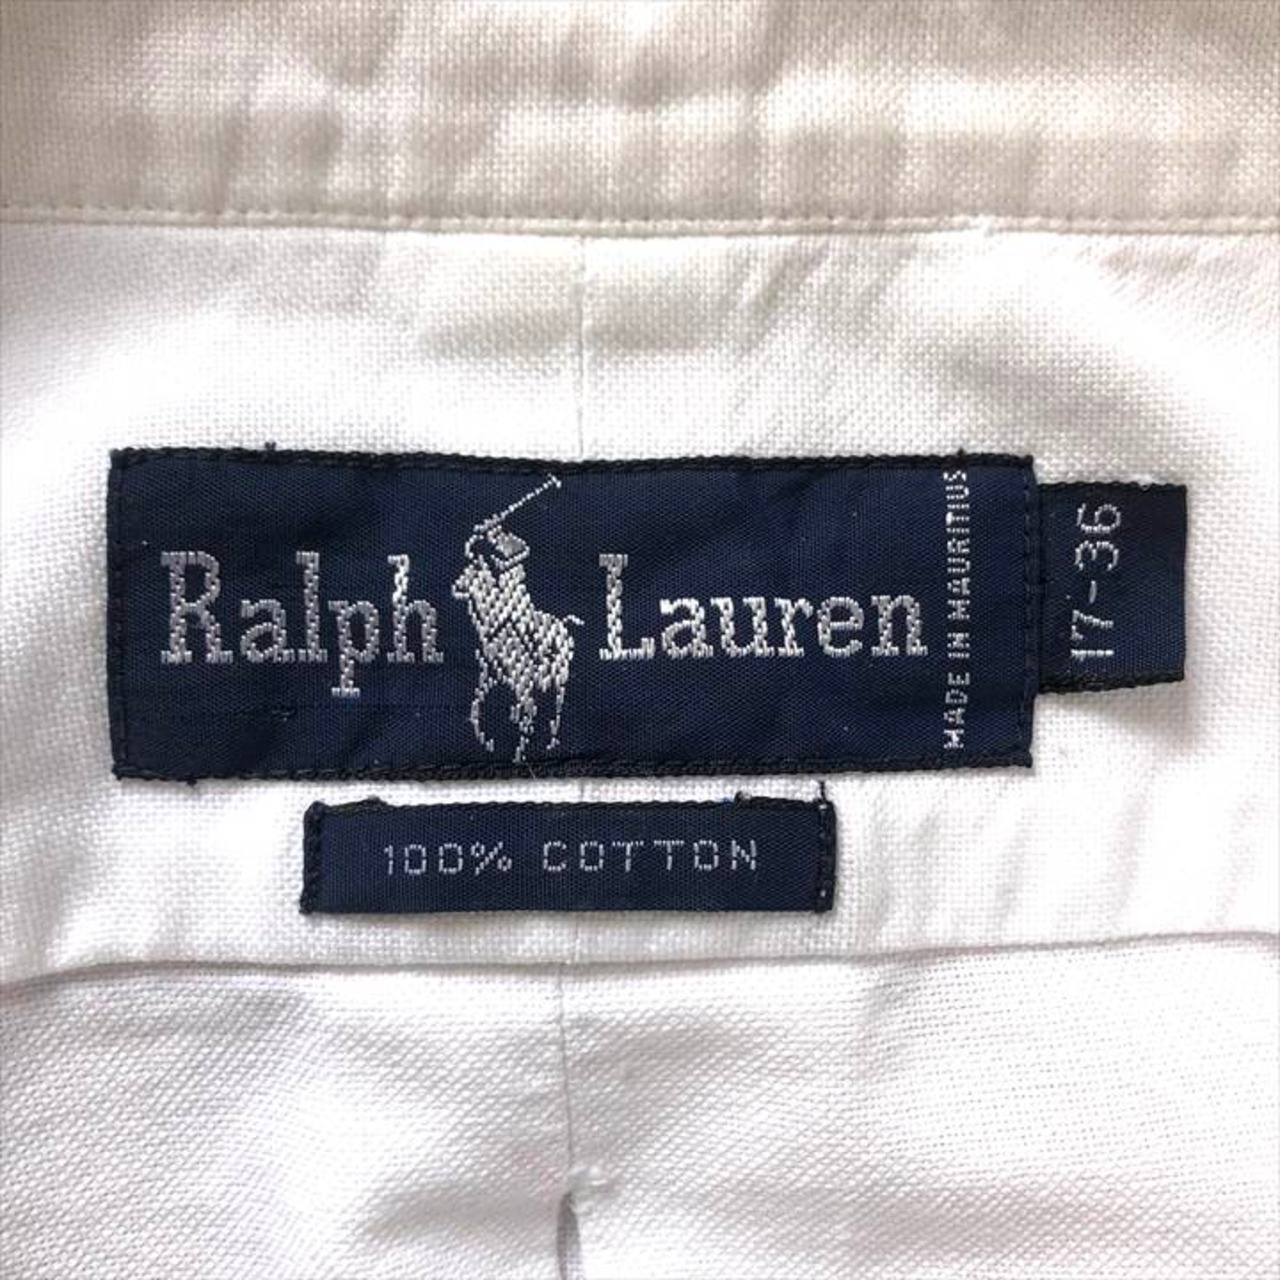 Ralph Lauren
MADE IN MAURITIUS
17-36
100% COTTON